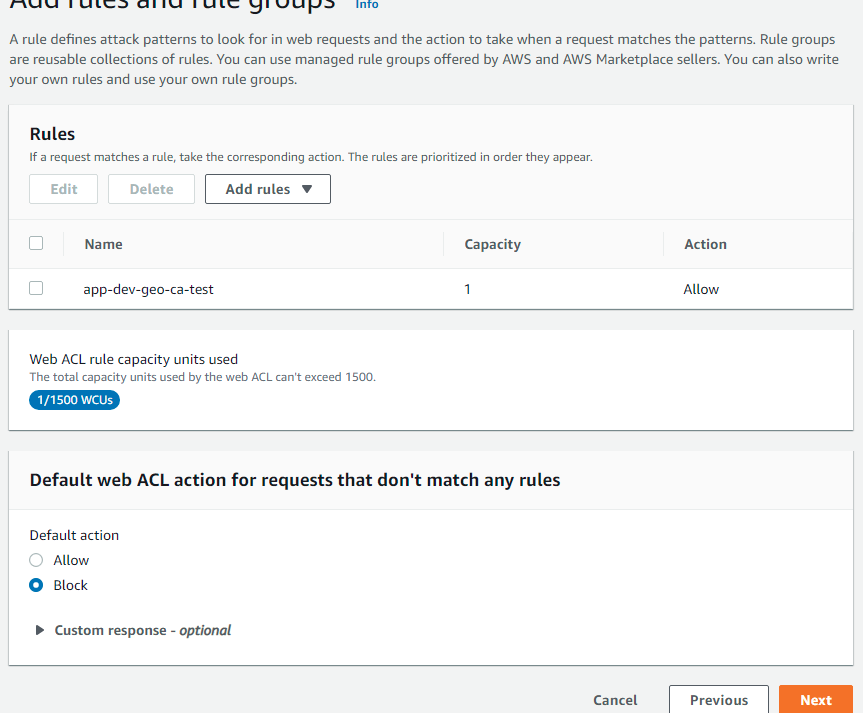 Add rules and rule groups Info
A rule defines attack patterns to look for in web requests and the action to take when a request matches the patterns. Rule groups
are reusable collections of rules. You can use managed rule groups offered by AWS and AWS Marketplace sellers. You can also write
your own rules and use your own rule groups.
Rules
If a request matches a rule, take the corresponding action. The rules are prioritized in order they appear.
Edit Delete Add rules
Name Capacity Action
app-dev-geo-ca-test 1 Allow
Web ACL rule capacity units used
The total capacity units used by the web ACL can't exceed 1500.
1/1500 WCUs
Default web ACL action for requests that don't match any rules
Default action
Allow
Block
Custom response - optional
Cancel Previous Next